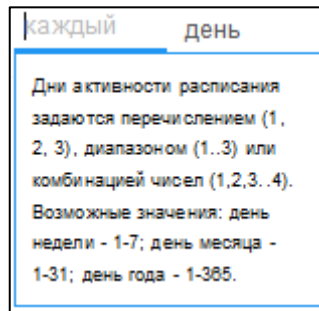 каждый день
Дни активности расписания
задаются перечислением (1,
2, 3), диапазоном (1..3) или
комбинацией чисел (1,2,3..4).
Возможные значения: день
недели - 1-7; день месяца -
1-31; день года - 1-365.